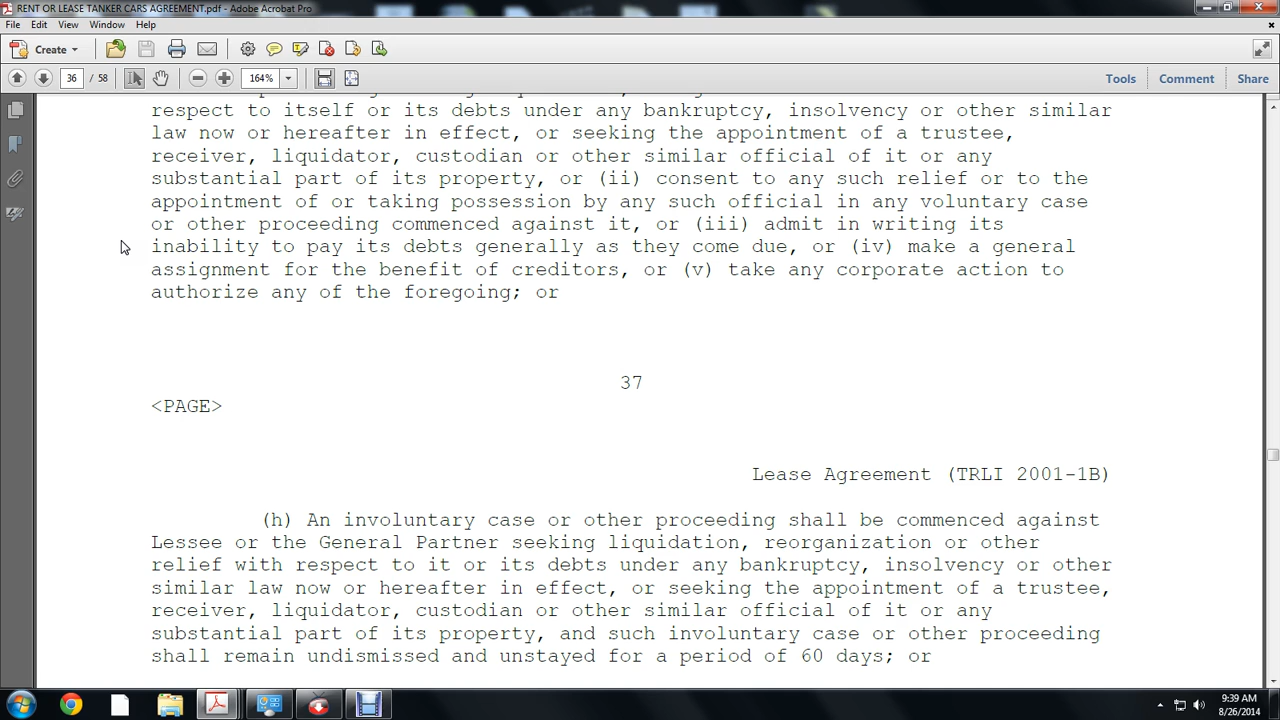 RENT OR LEASE TANKER CARS AGREEMENT.pdf - Adobe Acrobat Pro
File Edit View Window Help
Create
36 / 58 164% Tools Comment Share
respect to itself or its debts under any bankruptcy, insolvency or other similar
law now or hereafter in effect, or seeking the appointment of a trustee,
receiver, liquidator, custodian or other similar official of it or any
substantial part of its property, or (ii) consent to any such relief or to the
appointment of or taking possession by any such official in any voluntary case
or other proceeding commenced against it, or (iii) admit in writing its
inability to pay its debts generally as they come due, or (iv) make a general
assignment for the benefit of creditors, or (v) take any corporate action to
authorize any of the foregoing; or
37
<PAGE>
Lease Agreement (TRLI 2001-1B)
(h) An involuntary case or other proceeding shall be commenced against
Lessee or the General Partner seeking liquidation, reorganization or other
relief with respect to it or its debts under any bankruptcy, insolvency or other
similar law now or hereafter in effect, or seeking the appointment of a trustee,
receiver, liquidator, custodian or other similar official of it or any
substantial part of its property, and such involuntary case or other proceeding
shall remain undismissed and unstayed for a period of 60 days; or
9:39 AM
8/26/2014